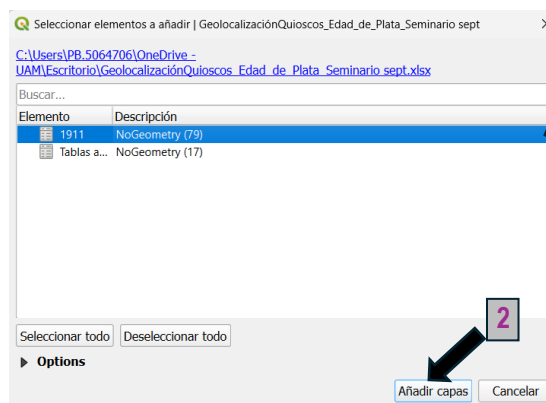 Seleccionar elementos a añadir | GeolocalizaciónQuioscos_Edad_de_Plata_Seminario sept
C:\Users\PB.5064706\OneDrive -
UAM\Escritorio\GeolocalizaciónQuioscos_Edad_de_Plata_Seminario sept.xlsx
Buscar...
Elemento Descripción
1911 NoGeometry (79)
Tablas a... NoGeometry (17)
2
Seleccionar todo Deseleccionar todo
Options
Añadir capas Cancelar